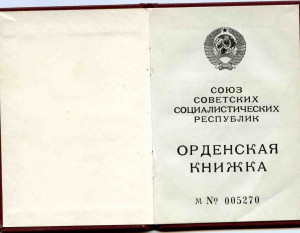 СОЮЗ
СОВЕТСКИХ
СОЦИАЛИСТИЧЕСКИХ
РЕСПУБЛИК
ОРДЕНСКАЯ
КНИЖКА
М № 005270